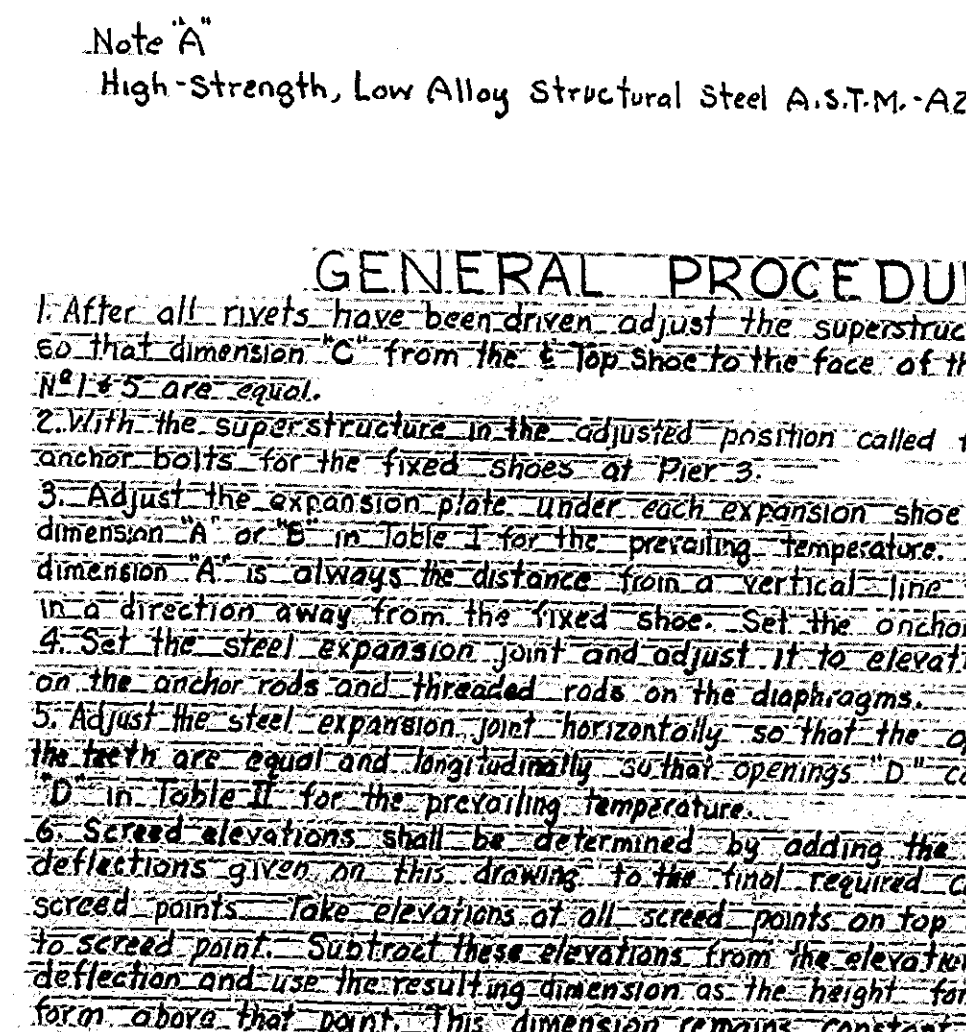 Note "A"
High-Strength, Low Alloy Structural Steel A.S.T.M.-A2
GENERAL PROCEDU
1. After all rivets have been driven adjust the superstruc
so that dimension "C" from the ℄ Top Shoe to the face of th
Nº 1 & 5 are equal.
2. With the superstructure in the adjusted position called f
anchor bolts for the fixed shoes at Pier 3.
3. Adjust the expansion plate under each expansion shoe
dimension "A" or "B" in Table I for the prevailing temperature.
dimension "A" is always the distance from a vertical line
in a direction away from the fixed shoe. Set the ancho
4. Set the steel expansion joint and adjust it to elevat
on the anchor rods and threaded rods on the diaphragms.
5. Adjust the steel expansion joint horizontally so that the o
the teeth are equal and longitudinally so that openings "D" co
"D" in Table II for the prevailing temperature.
6. Screed elevations shall be determined by adding the
deflections given on this drawing to the final required c
screed points. Take elevations at all screed points on top
to screed point. Subtract these elevations from the elevation
deflection and use the resulting dimension as the height for
form above that point. This dimension remains constant